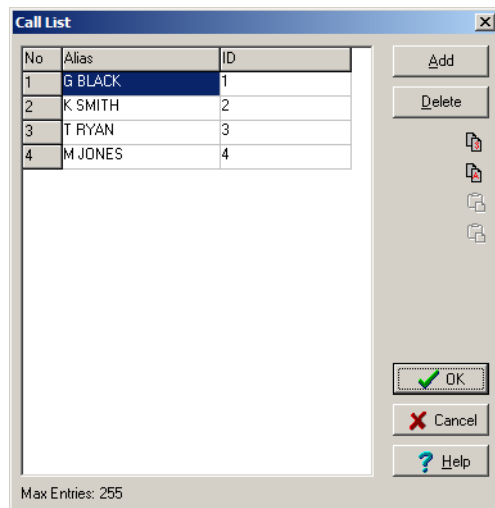 Call List
No Alias ID
1 G BLACK 1
2 K SMITH 2
3 T RYAN 3
4 M JONES 4
Add
Delete
OK
Cancel
Help
Max Entries: 255